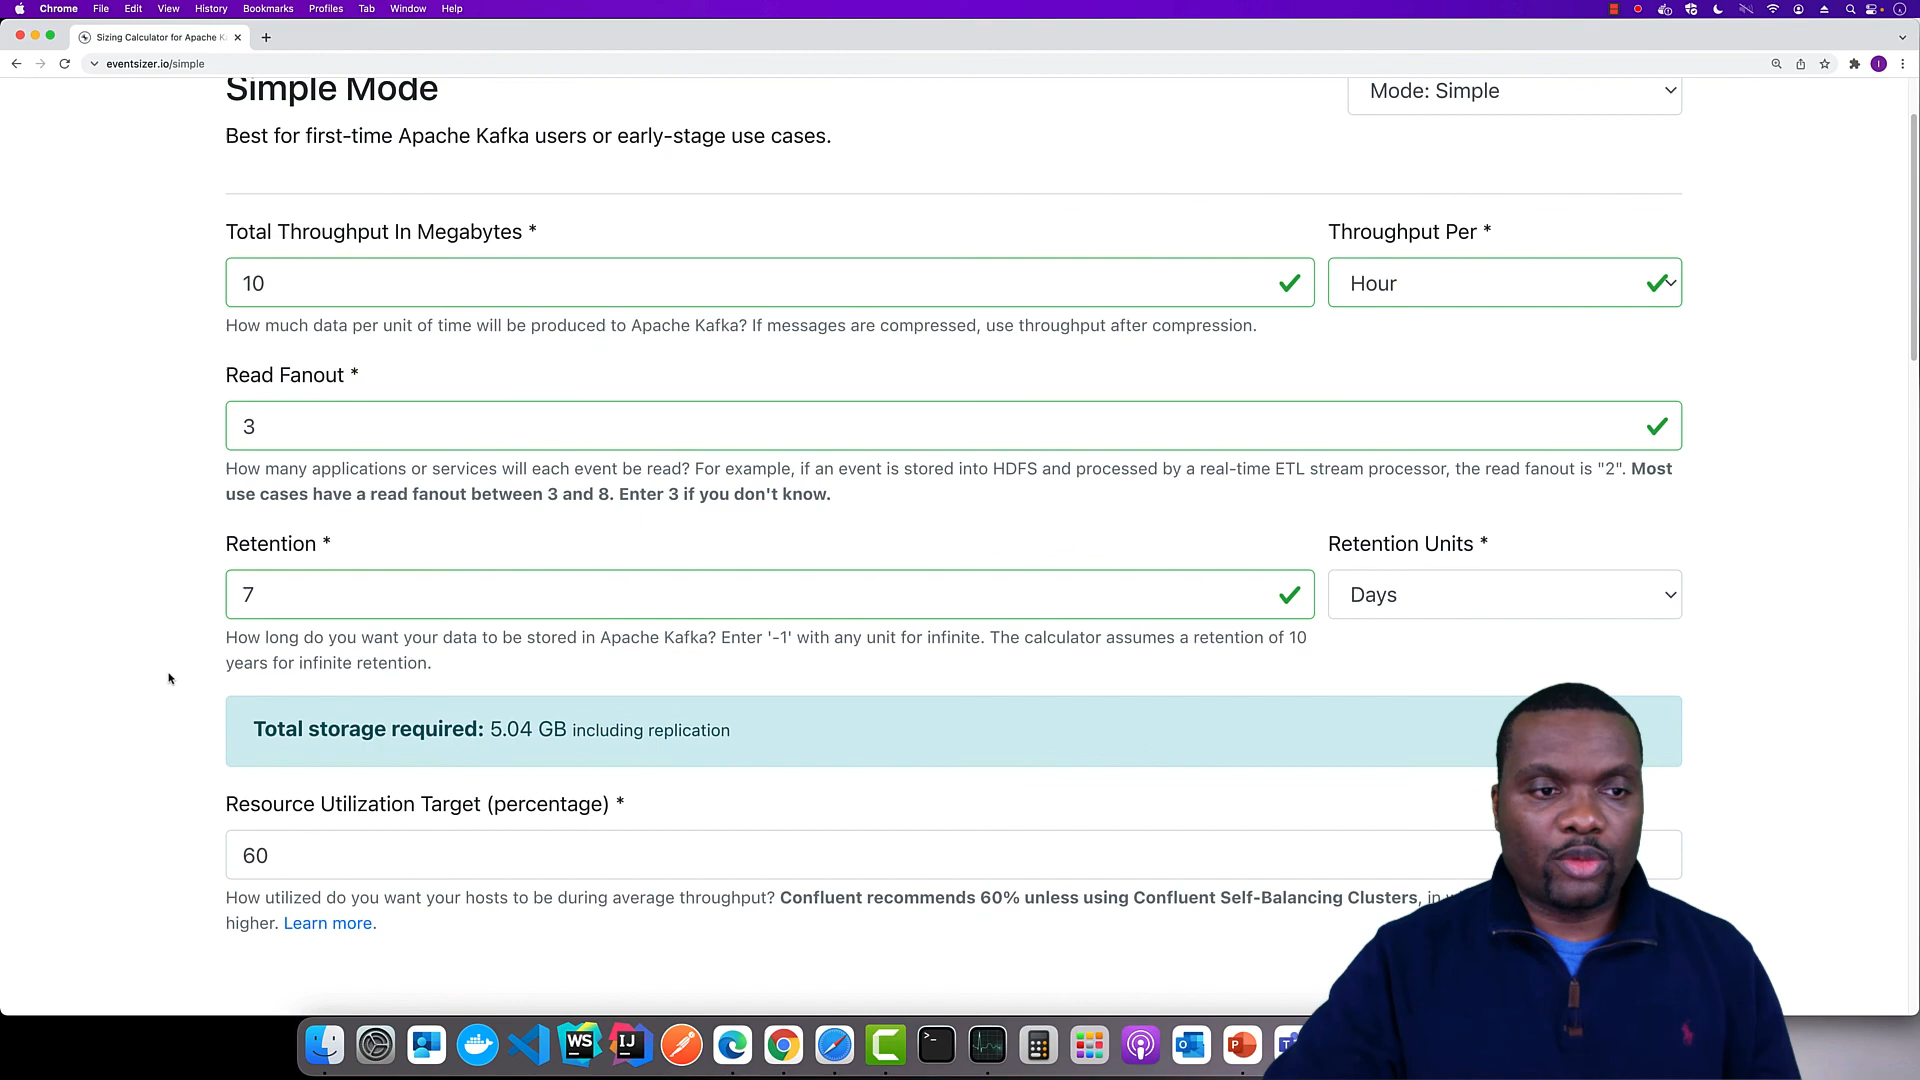 Chrome File Edit View History Bookmarks Profiles Tab Window Help
Sizing Calculator for Apache K
eventsizer.io/simple
Simple Mode
Mode: Simple
Best for first-time Apache Kafka users or early-stage use cases.
Total Throughput In Megabytes *
Throughput Per *
10
Hour
How much data per unit of time will be produced to Apache Kafka? If messages are compressed, use throughput after compression.
Read Fanout *
3
How many applications or services will each event be read? For example, if an event is stored into HDFS and processed by a real-time ETL stream processor, the read fanout is "2". Most
use cases have a read fanout between 3 and 8. Enter 3 if you don't know.
Retention *
Retention Units *
7
Days
How long do you want your data to be stored in Apache Kafka? Enter '-1' with any unit for infinite. The calculator assumes a retention of 10
years for infinite retention.
Total storage required: 5.04 GB including replication
Resource Utilization Target (percentage) *
60
How utilized do you want your hosts to be during average throughput? Confluent recommends 60% unless using Confluent Self-Balancing Clusters, in
higher. Learn more.
WS
IJ